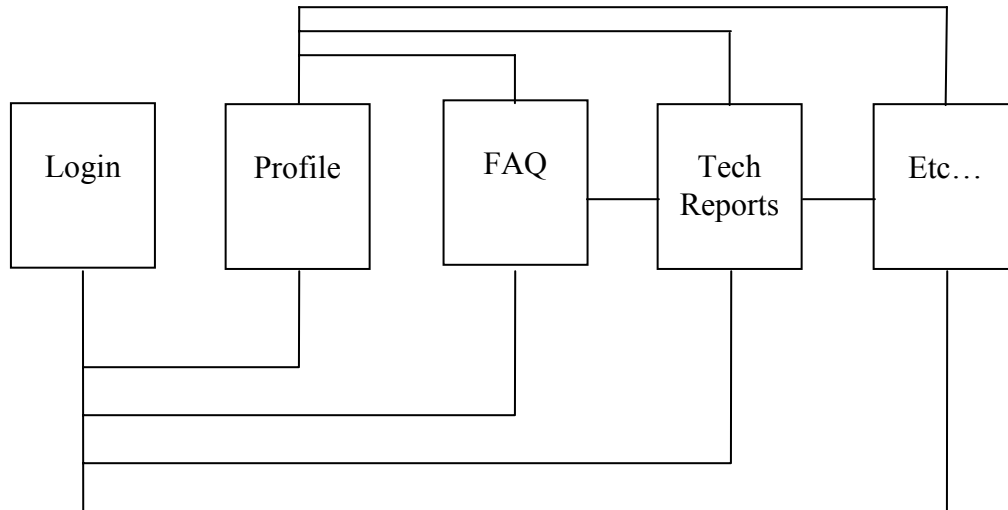 Login
Profile
FAQ
Tech
Reports
Etc…